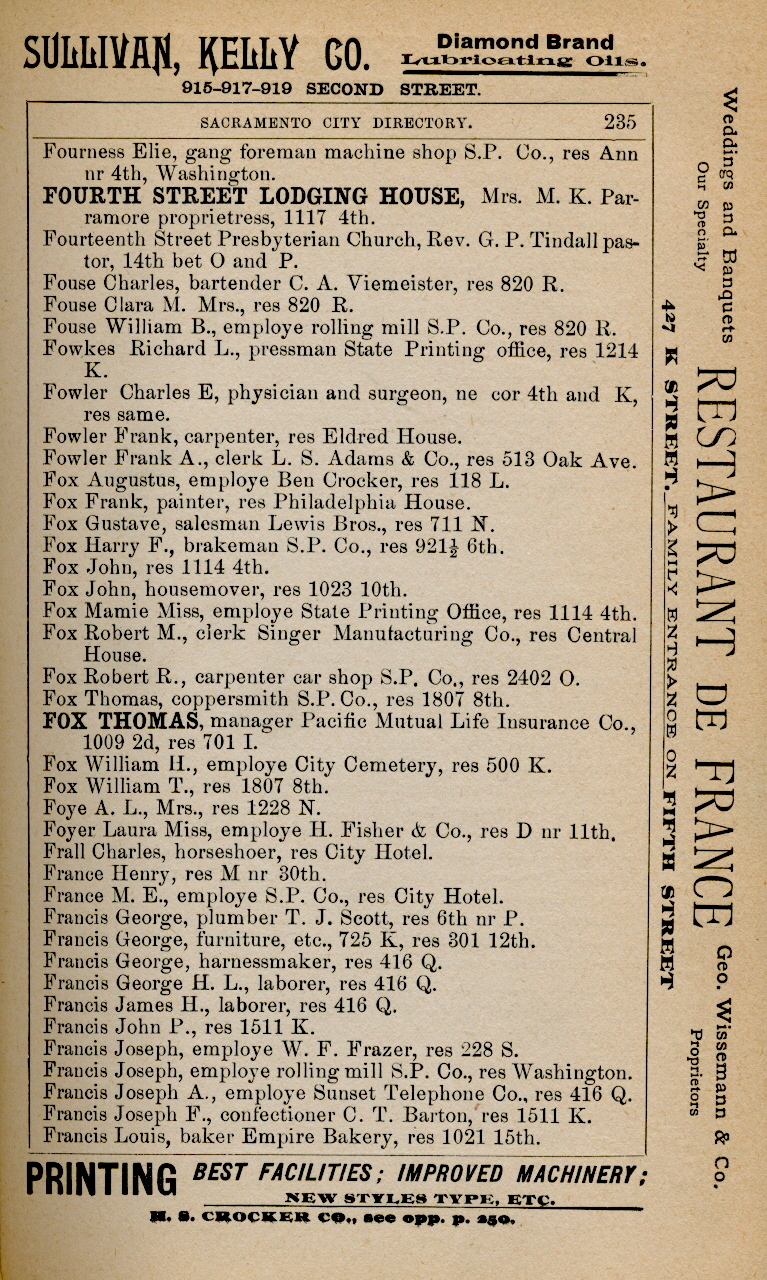 SULLIVAN, KELLY CO.
Diamond Brand
Lubricating Oils.
915-917-919 SECOND STREET.
SACRAMENTO CITY DIRECTORY. 235
Fourness Elie, gang foreman machine shop S.P. Co., res Ann
nr 4th, Washington.
FOURTH STREET LODGING HOUSE, Mrs. M. K. Par-
ramore proprietress, 1117 4th.
Fourteenth Street Presbyterian Church, Rev. G. P. Tindall pas-
tor, 14th bet O and P.
Fouse Charles, bartender C. A. Viemeister, res 820 R.
Fouse Clara M. Mrs., res 820 R.
Fouse William B., employe rolling mill S.P. Co., res 820 R.
Fowkes Richard L., pressman State Printing office, res 1214
K.
Fowler Charles E, physician and surgeon, ne cor 4th and K,
res same.
Fowler Frank, carpenter, res Eldred House.
Fowler Frank A., clerk L. S. Adams & Co., res 513 Oak Ave.
Fox Augustus, employe Ben Crocker, res 118 L.
Fox Frank, painter, res Philadelphia House.
Fox Gustave, salesman Lewis Bros., res 711 N.
Fox Harry F., brakeman S.P. Co., res 921½ 6th.
Fox John, res 1114 4th.
Fox John, housemover, res 1023 10th.
Fox Mamie Miss, employe State Printing Office, res 1114 4th.
Fox Robert M., clerk Singer Manufacturing Co., res Central
House.
Fox Robert R., carpenter car shop S.P. Co., res 2402 O.
Fox Thomas, coppersmith S.P. Co., res 1807 8th.
FOX THOMAS, manager Pacific Mutual Life Insurance Co.,
1009 2d, res 701 I.
Fox William H., employe City Cemetery, res 500 K.
Fox William T., res 1807 8th.
Foye A. L., Mrs., res 1228 N.
Foyer Laura Miss, employe H. Fisher & Co., res D nr 11th.
Frall Charles, horseshoer, res City Hotel.
France Henry, res M nr 30th.
France M. E., employe S.P. Co., res City Hotel.
Francis George, plumber T. J. Scott, res 6th nr P.
Francis George, furniture, etc., 725 K, res 301 12th.
Francis George, harnessmaker, res 416 Q.
Francis George H. L., laborer, res 416 Q.
Francis James H., laborer, res 416 Q.
Francis John P., res 1511 K.
Francis Joseph, employe W. F. Frazer, res 228 S.
Francis Joseph, employe rolling mill S.P. Co., res Washington.
Francis Joseph A., employe Sunset Telephone Co., res 416 Q.
Francis Joseph F., confectioner C. T. Barton, res 1511 K.
Francis Louis, baker Empire Bakery, res 1021 15th.
PRINTING BEST FACILITIES; IMPROVED MACHINERY;
NEW STYLES TYPE, ETC.
H. S. CROCKER CO., see opp. p. 250.
Weddings and Banquets
Our Specialty
RESTAURANT DE FRANCE
Geo. Wissemann & Co.
Proprietors
427 K STREET. FAMILY ENTRANCE ON FIFTH STREET